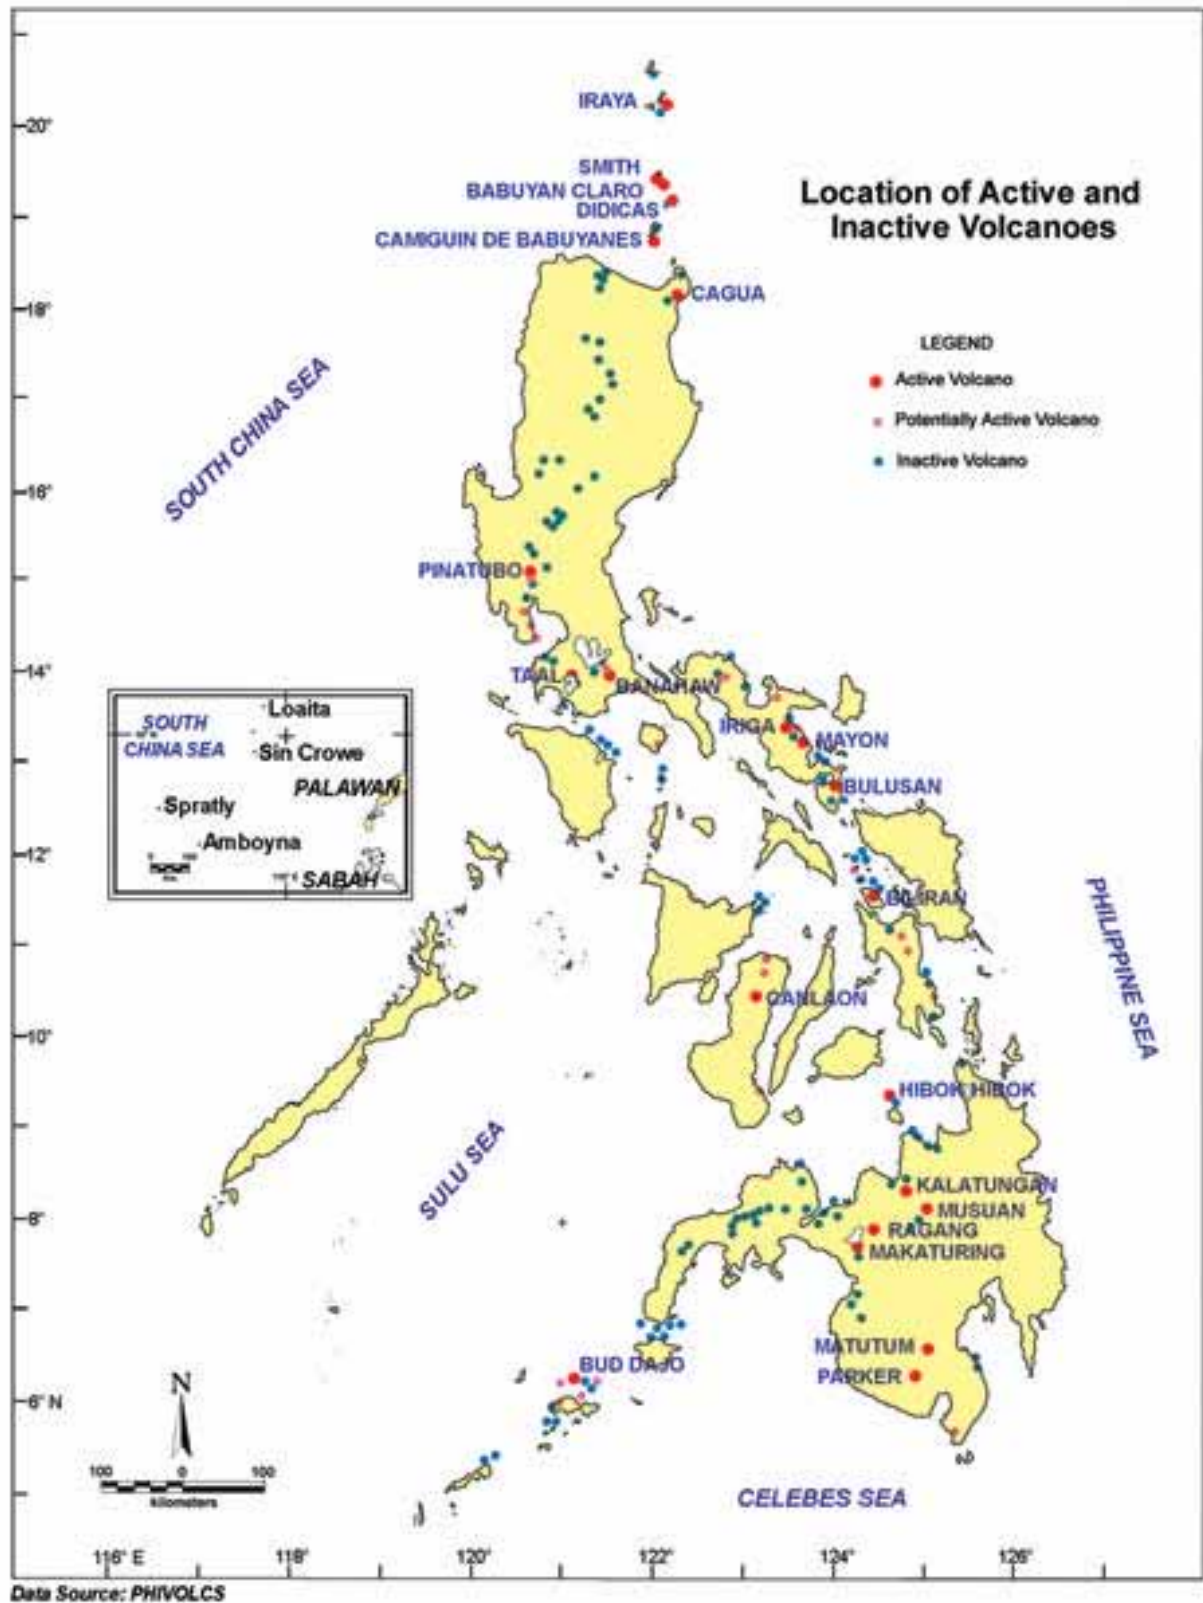 IRAYA
20°
SMITH
BABUYAN CLARO
DIDICAS
CAMIGUIN DE BABUYANES
Location of Active and
Inactive Volcanoes
CAGUA
18°
LEGEND
Active Volcano
Potentially Active Volcano
Inactive Volcano
SOUTH CHINA SEA
16°
PINATUBO
14°
TAAL
BANAHAW
IRIGA
MAYON
BULUSAN
SOUTH
CHINA SEA
Loaita
Sin Crowe
PALAWAN
Spratly
Amboyna
SABAH
12°
BILIRAN
PHILIPPINE SEA
CANLAON
10°
HIBOK HIBOK
SULU SEA
KALATUNGAN
MUSUAN
8°
RAGANG
MAKATURING
MATUTUM
BUD DAJO
PARKER
N
6° N
100 0 100
kilometers
CELEBES SEA
116° E 118° 120° 122° 124° 126°
Data Source: PHIVOLCS